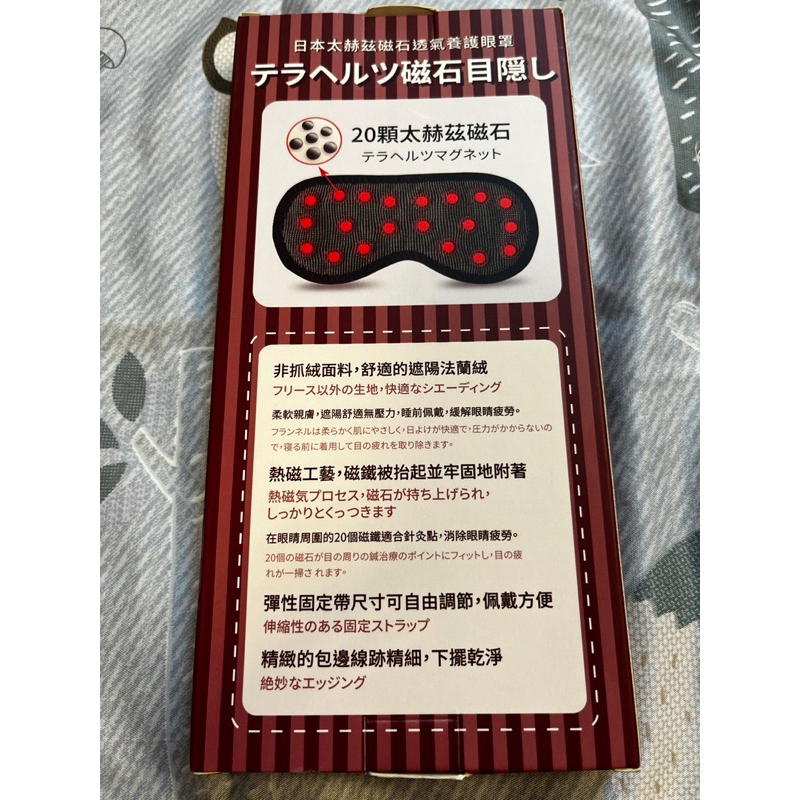 日本太赫茲磁石透氣養護眼罩
テラヘルツ磁石目隠し
20顆太赫茲磁石
テラヘルツマグネット
非抓絨面料,舒適的遮陽法蘭絨
フリース以外の生地,快適なシエーディング
柔軟親膚,遮陽舒適無壓力,睡前佩戴,緩解眼睛疲勞。
フランネルは柔らかく肌にやさしく,日よけが快適で,圧力がかからないの
で,寝る前に着用して目の疲れを取り除きます。
熱磁工藝,磁鐵被抬起並牢固地附著
熱磁気プロセス,磁石が持ち上げられ,
しっかりとくっつきます
在眼睛周圍的20個磁鐵適合針灸點,消除眼睛疲勞。
20個の磁石が目の周りの鍼治療のポイントにフィットし,目の疲
れが一掃されます。
彈性固定帶尺寸可自由調節,佩戴方便
伸縮性のある固定ストラップ
精緻的包邊線跡精細,下擺乾淨
絶妙なエッジング